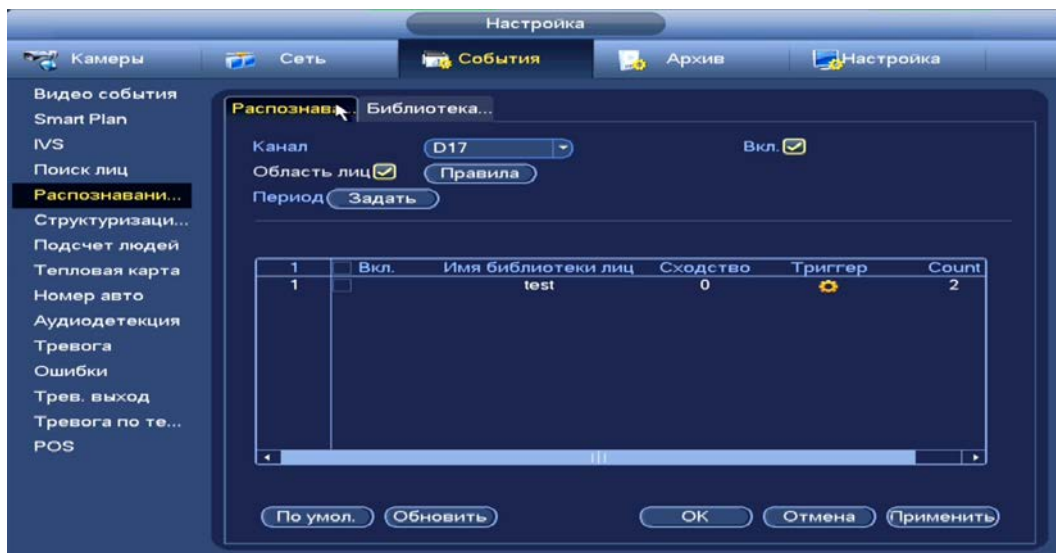 Настройка
Камеры Сеть События Архив Настройка
Видео события
Smart Plan
IVS
Поиск лиц
Распознавани...
Структуризаци...
Подсчет людей
Тепловая карта
Номер авто
Аудиодетекция
Тревога
Ошибки
Трев. выход
Тревога по те...
POS
Распознава... Библиотека...
Канал D17 Вкл.
Область лиц Правила
Период Задать
1 Вкл. Имя библиотеки лиц Сходство Триггер Count
1 test 0 2
По умол. Обновить OK Отмена Применить